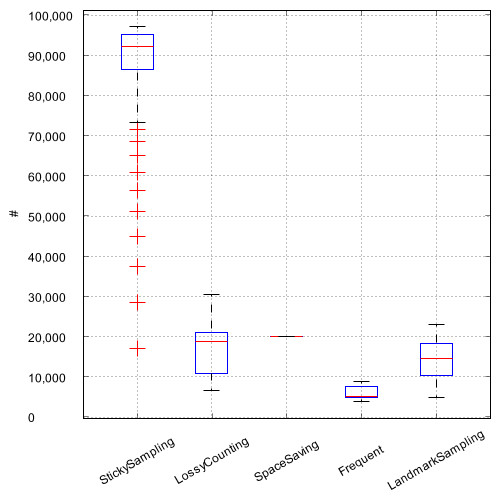 100,000
90,000
80,000
70,000
60,000
50,000
#
40,000
30,000
20,000
10,000
0
StickySampling
LossyCounting
SpaceSaving
Frequent
LandmarkSampling